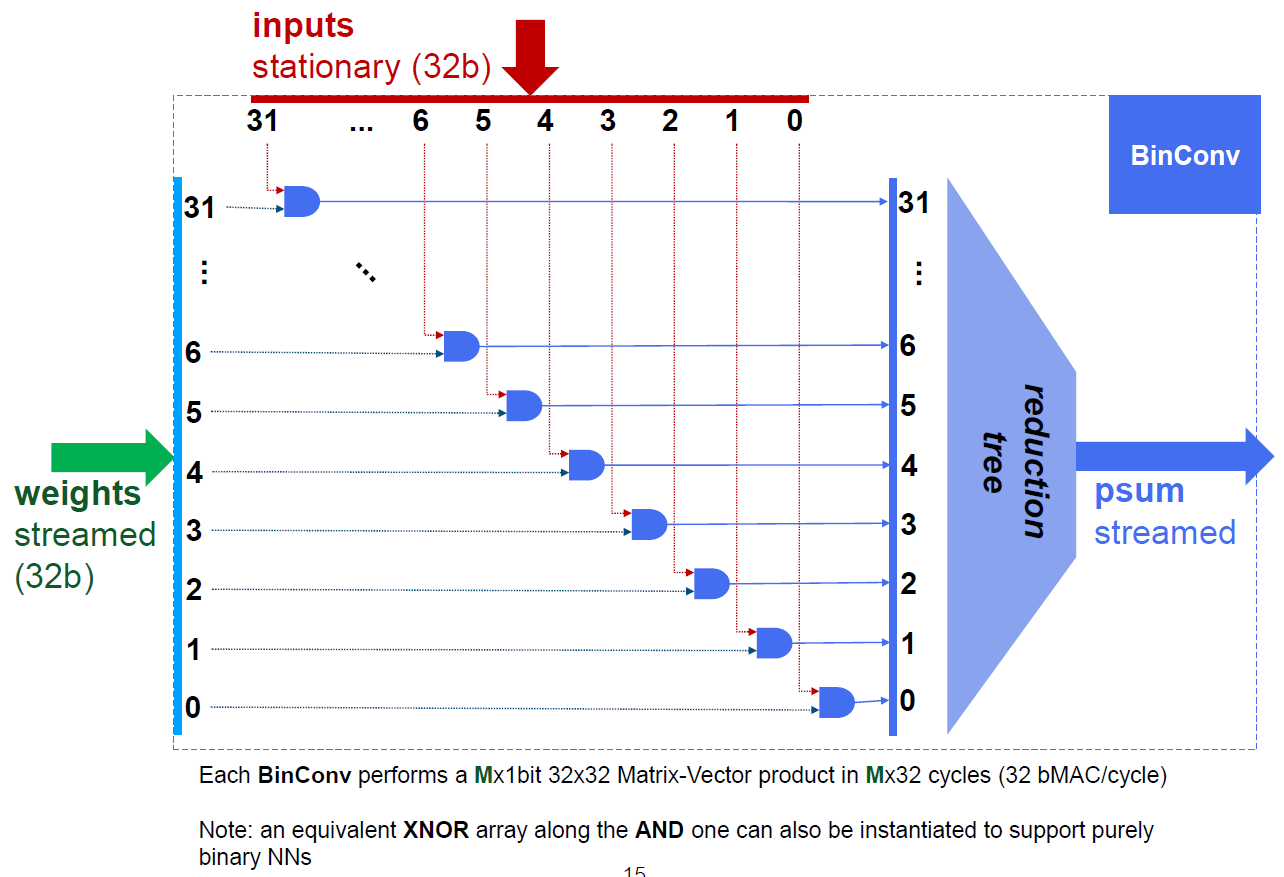 inputs
stationary (32b)
31 ... 6 5 4 3 2 1 0
BinConv
31 31
... ...
6 6
5 5
4 4
3 3
2 2
1 1
0 0
weights
streamed
(32b)
reduction
tree
psum
streamed
Each BinConv performs a Mx1bit 32x32 Matrix-Vector product in Mx32 cycles (32 bMAC/cycle)
Note: an equivalent XNOR array along the AND one can also be instantiated to support purely
binary NNs
15